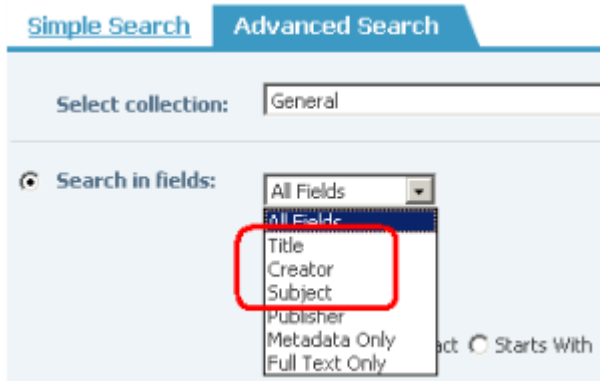 Simple Search Advanced Search
Select collection: General
Search in fields: All Fields
All Fields
Title
Creator
Subject
Publisher
Metadata Only
Full Text Only
Starts With